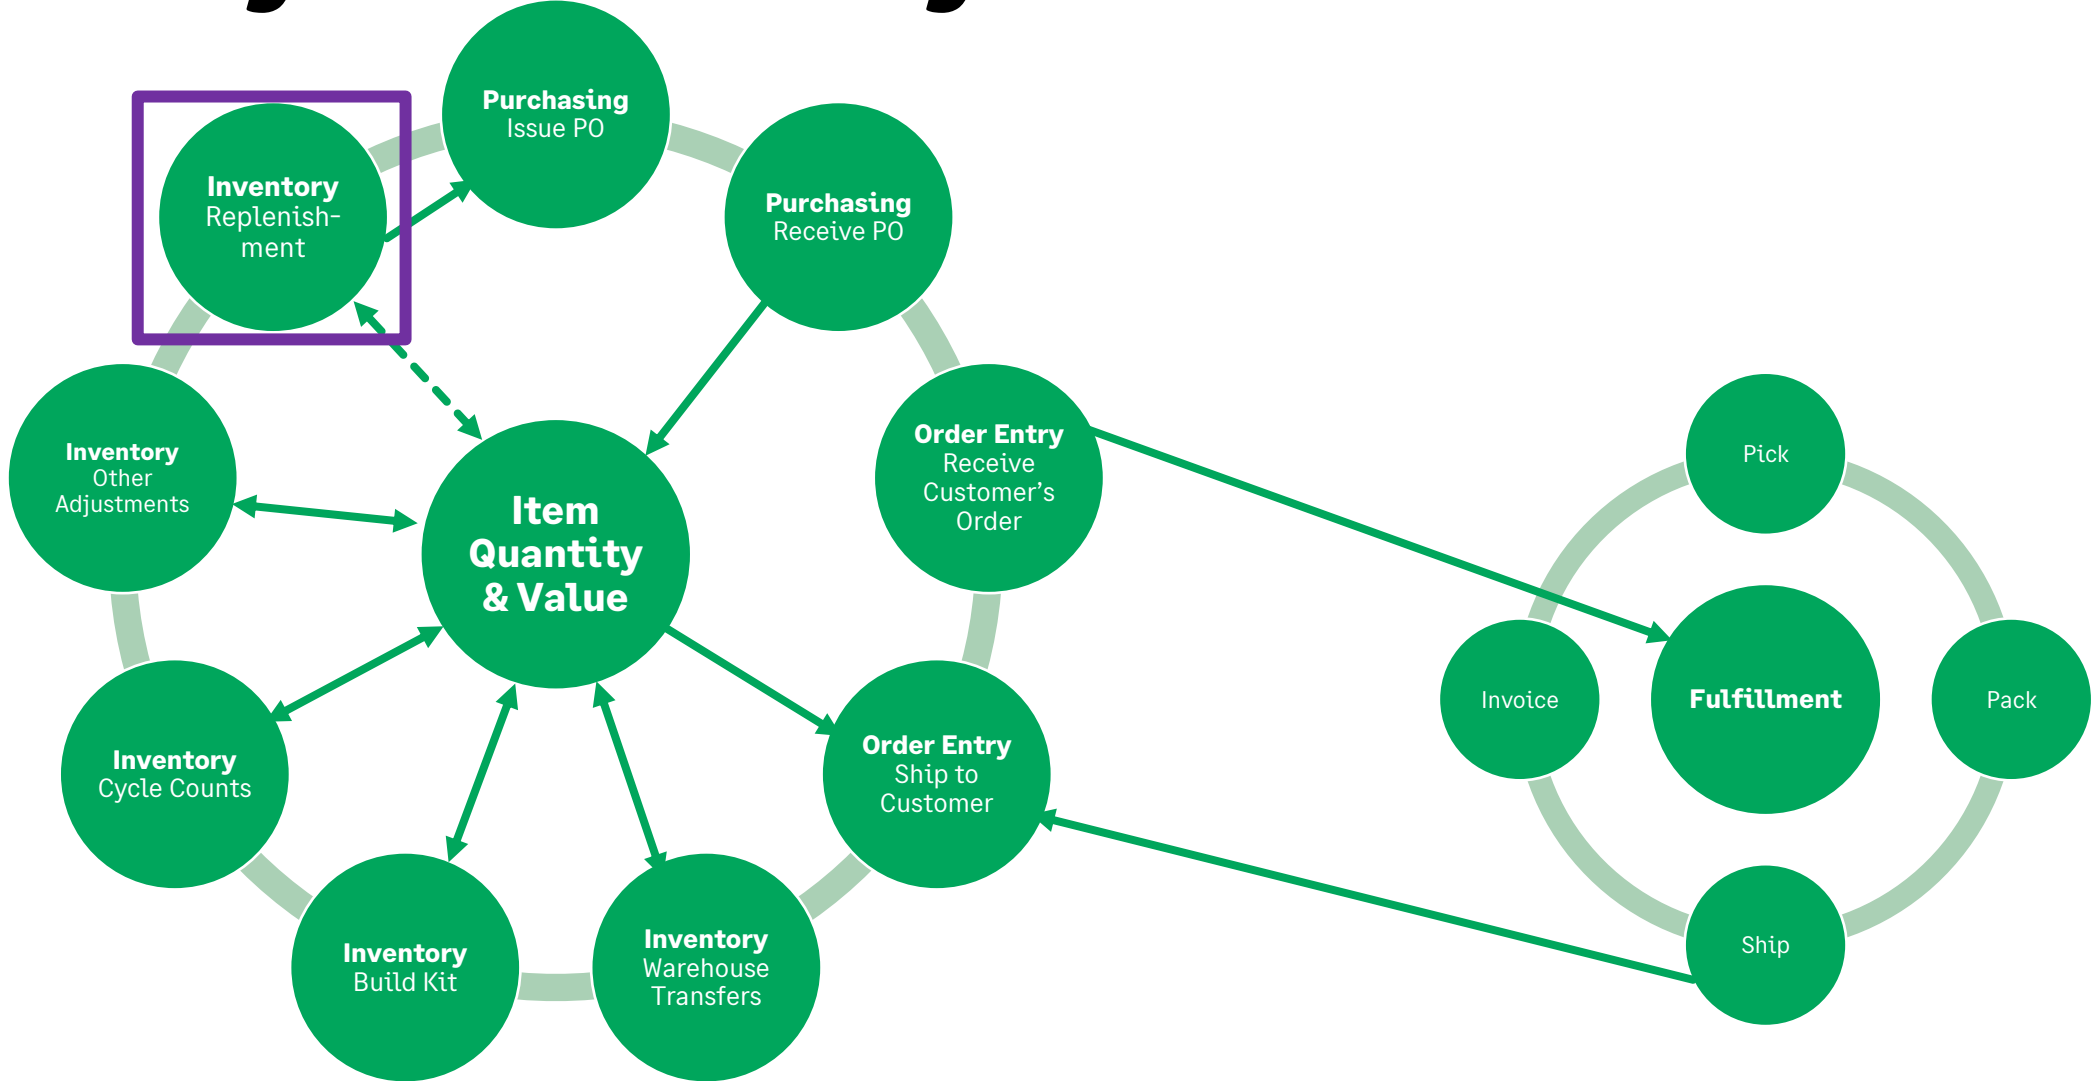 Purchasing
Issue PO
Inventory
Replenish-
ment
Purchasing
Receive PO
Inventory
Other
Adjustments
Order Entry
Receive
Customer’s
Order
Item
Quantity
& Value
Inventory
Cycle Counts
Order Entry
Ship to
Customer
Inventory
Build Kit
Inventory
Warehouse
Transfers
Pick
Invoice
Fulfillment
Pack
Ship